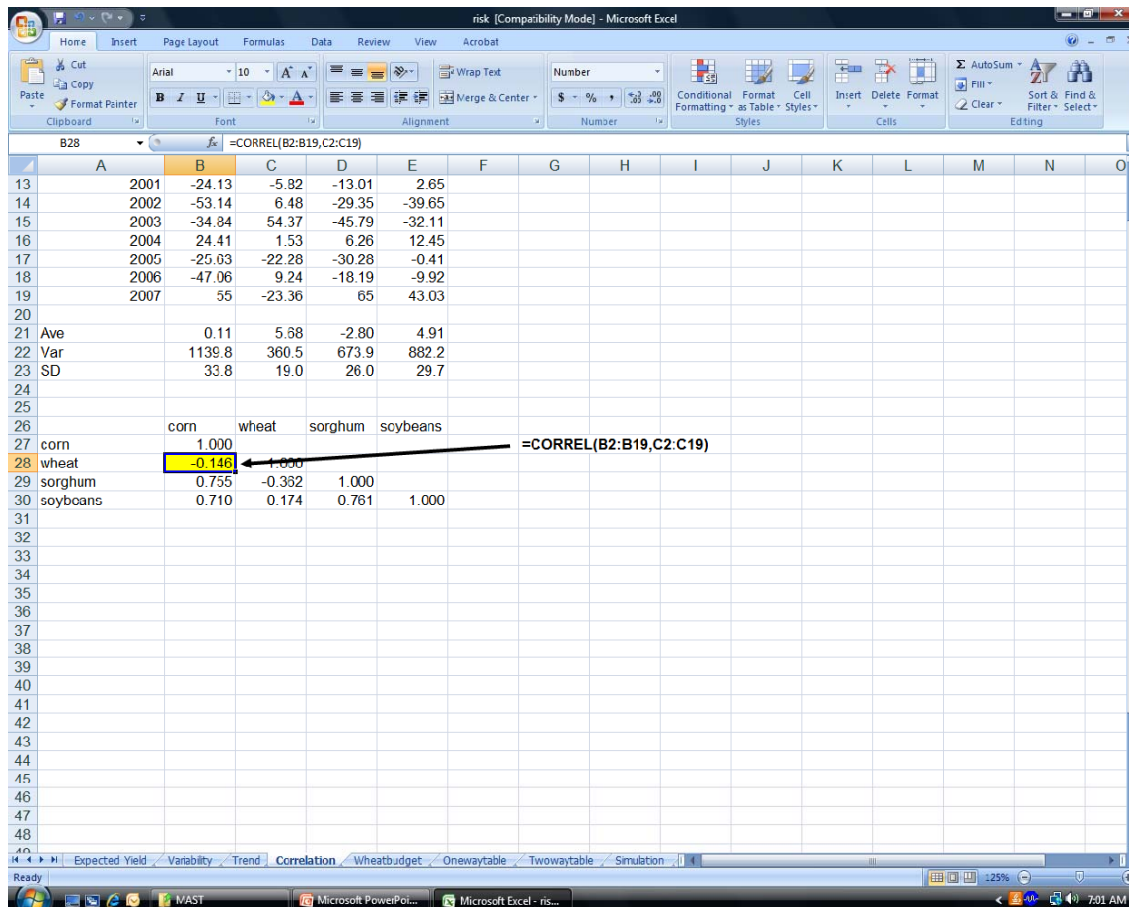 risk [Compatibility Mode] - Microsoft Excel
Home Insert Page Layout Formulas Data Review View Acrobat
Paste
Cut
Copy
Format Painter
Clipboard
Arial 10 A A
B I U A
Font
Wrap Text
Merge & Center
Alignment
Number
$ % ,
Number
Conditional Formatting
Format as Table
Cell Styles
Styles
Insert Delete Format
Cells
Σ AutoSum
Fill
Clear
Sort & Filter
Find & Select
Editing
B28 fx =CORREL(B2:B19,C2:C19)
A B C D E F G H I J K L M N O
13 2001 -24.13 -5.82 -13.01 2.65
14 2002 -53.14 6.48 -29.35 -39.65
15 2003 -34.84 54.37 -45.79 -32.11
16 2004 24.41 1.53 6.26 12.45
17 2005 -25.63 -22.28 -30.28 -0.41
18 2006 -47.06 9.24 -18.19 -9.92
19 2007 55 -23.36 65 43.03
20
21 Ave 0.11 5.68 -2.80 4.91
22 Var 1139.8 360.5 673.9 882.2
23 SD 33.8 19.0 26.0 29.7
24
25
26 corn wheat sorghum soybeans
27 corn 1.000 =CORREL(B2:B19,C2:C19)
28 wheat -0.146 1.000
29 sorghum 0.755 -0.362 1.000
30 soybeans 0.710 0.174 0.761 1.000
31
32
33
34
35
36
37
38
39
40
41
42
43
44
45
46
47
48
49
Expected Yield Variability Trend Correlation Wheatbudget Onewaytable Twowaytable Simulation
Ready 125%
MAST Microsoft PowerPoi... Microsoft Excel - ris... 7:01 AM